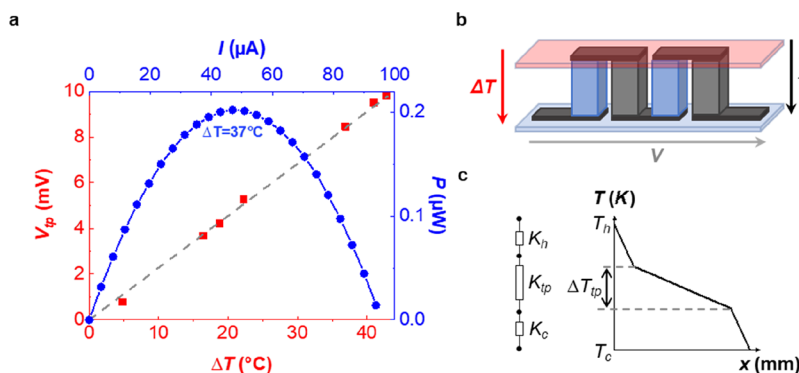 a
I (µA)
0 20 40 60 80 100
10
8
6
4
2
0
V_tp (mV)
ΔT=37°C
0.2
0.1
0.0
P (µW)
0 10 20 30 40
ΔT (°C)
b
ΔT
V
c
T (K)
T_h
K_h
K_tp
ΔT_tp
K_c
T_c
x (mm)